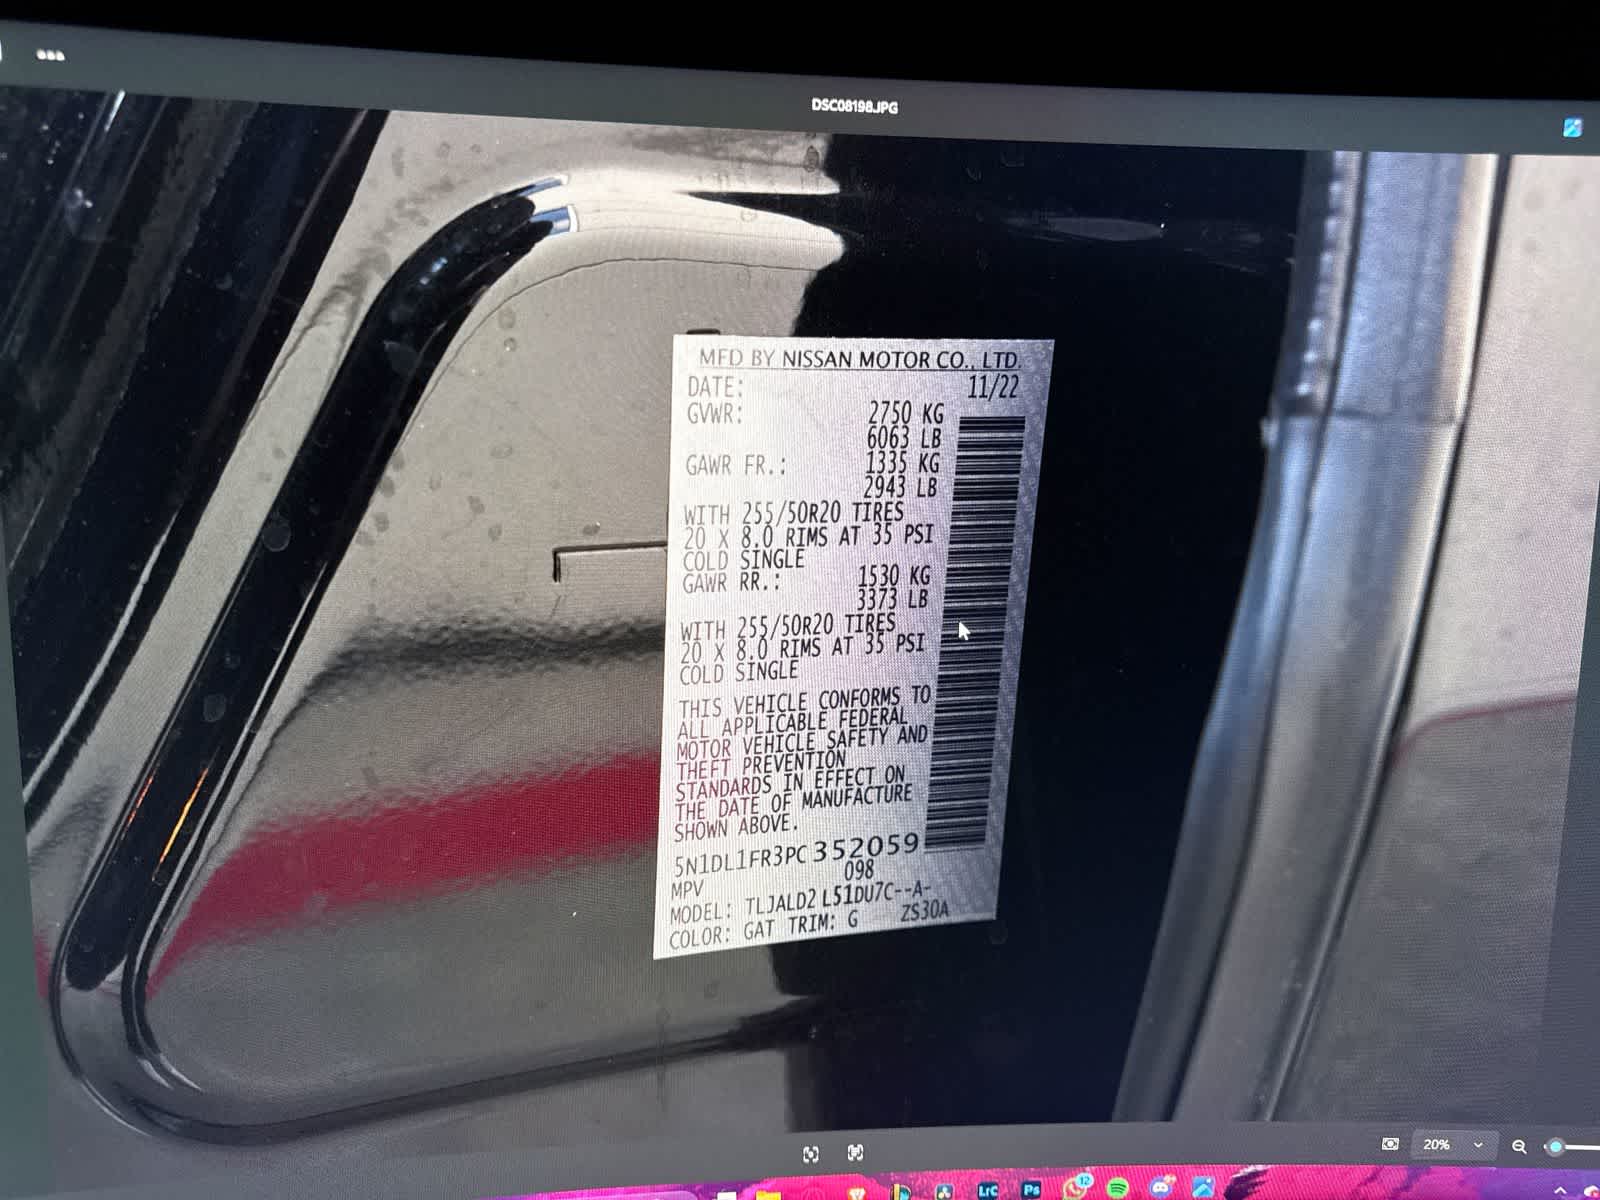 DSC08198.JPG
MFD BY NISSAN MOTOR CO., LTD.
DATE: 11/22
GVWR: 2750 KG
6063 LB
GAWR FR.: 1335 KG
2943 LB
WITH 255/50R20 TIRES
20 X 8.0 RIMS AT 35 PSI
COLD SINGLE
GAWR RR.: 1530 KG
3373 LB
WITH 255/50R20 TIRES
20 X 8.0 RIMS AT 35 PSI
COLD SINGLE
THIS VEHICLE CONFORMS TO
ALL APPLICABLE FEDERAL
MOTOR VEHICLE SAFETY AND
THEFT PREVENTION
STANDARDS IN EFFECT ON
THE DATE OF MANUFACTURE
SHOWN ABOVE.
5N1DL1FR3PC352059
MPV 098
MODEL: TLJALD2 L51DU7C--A-
COLOR: GAT TRIM: G ZS30A
20%
LrC Ps 12